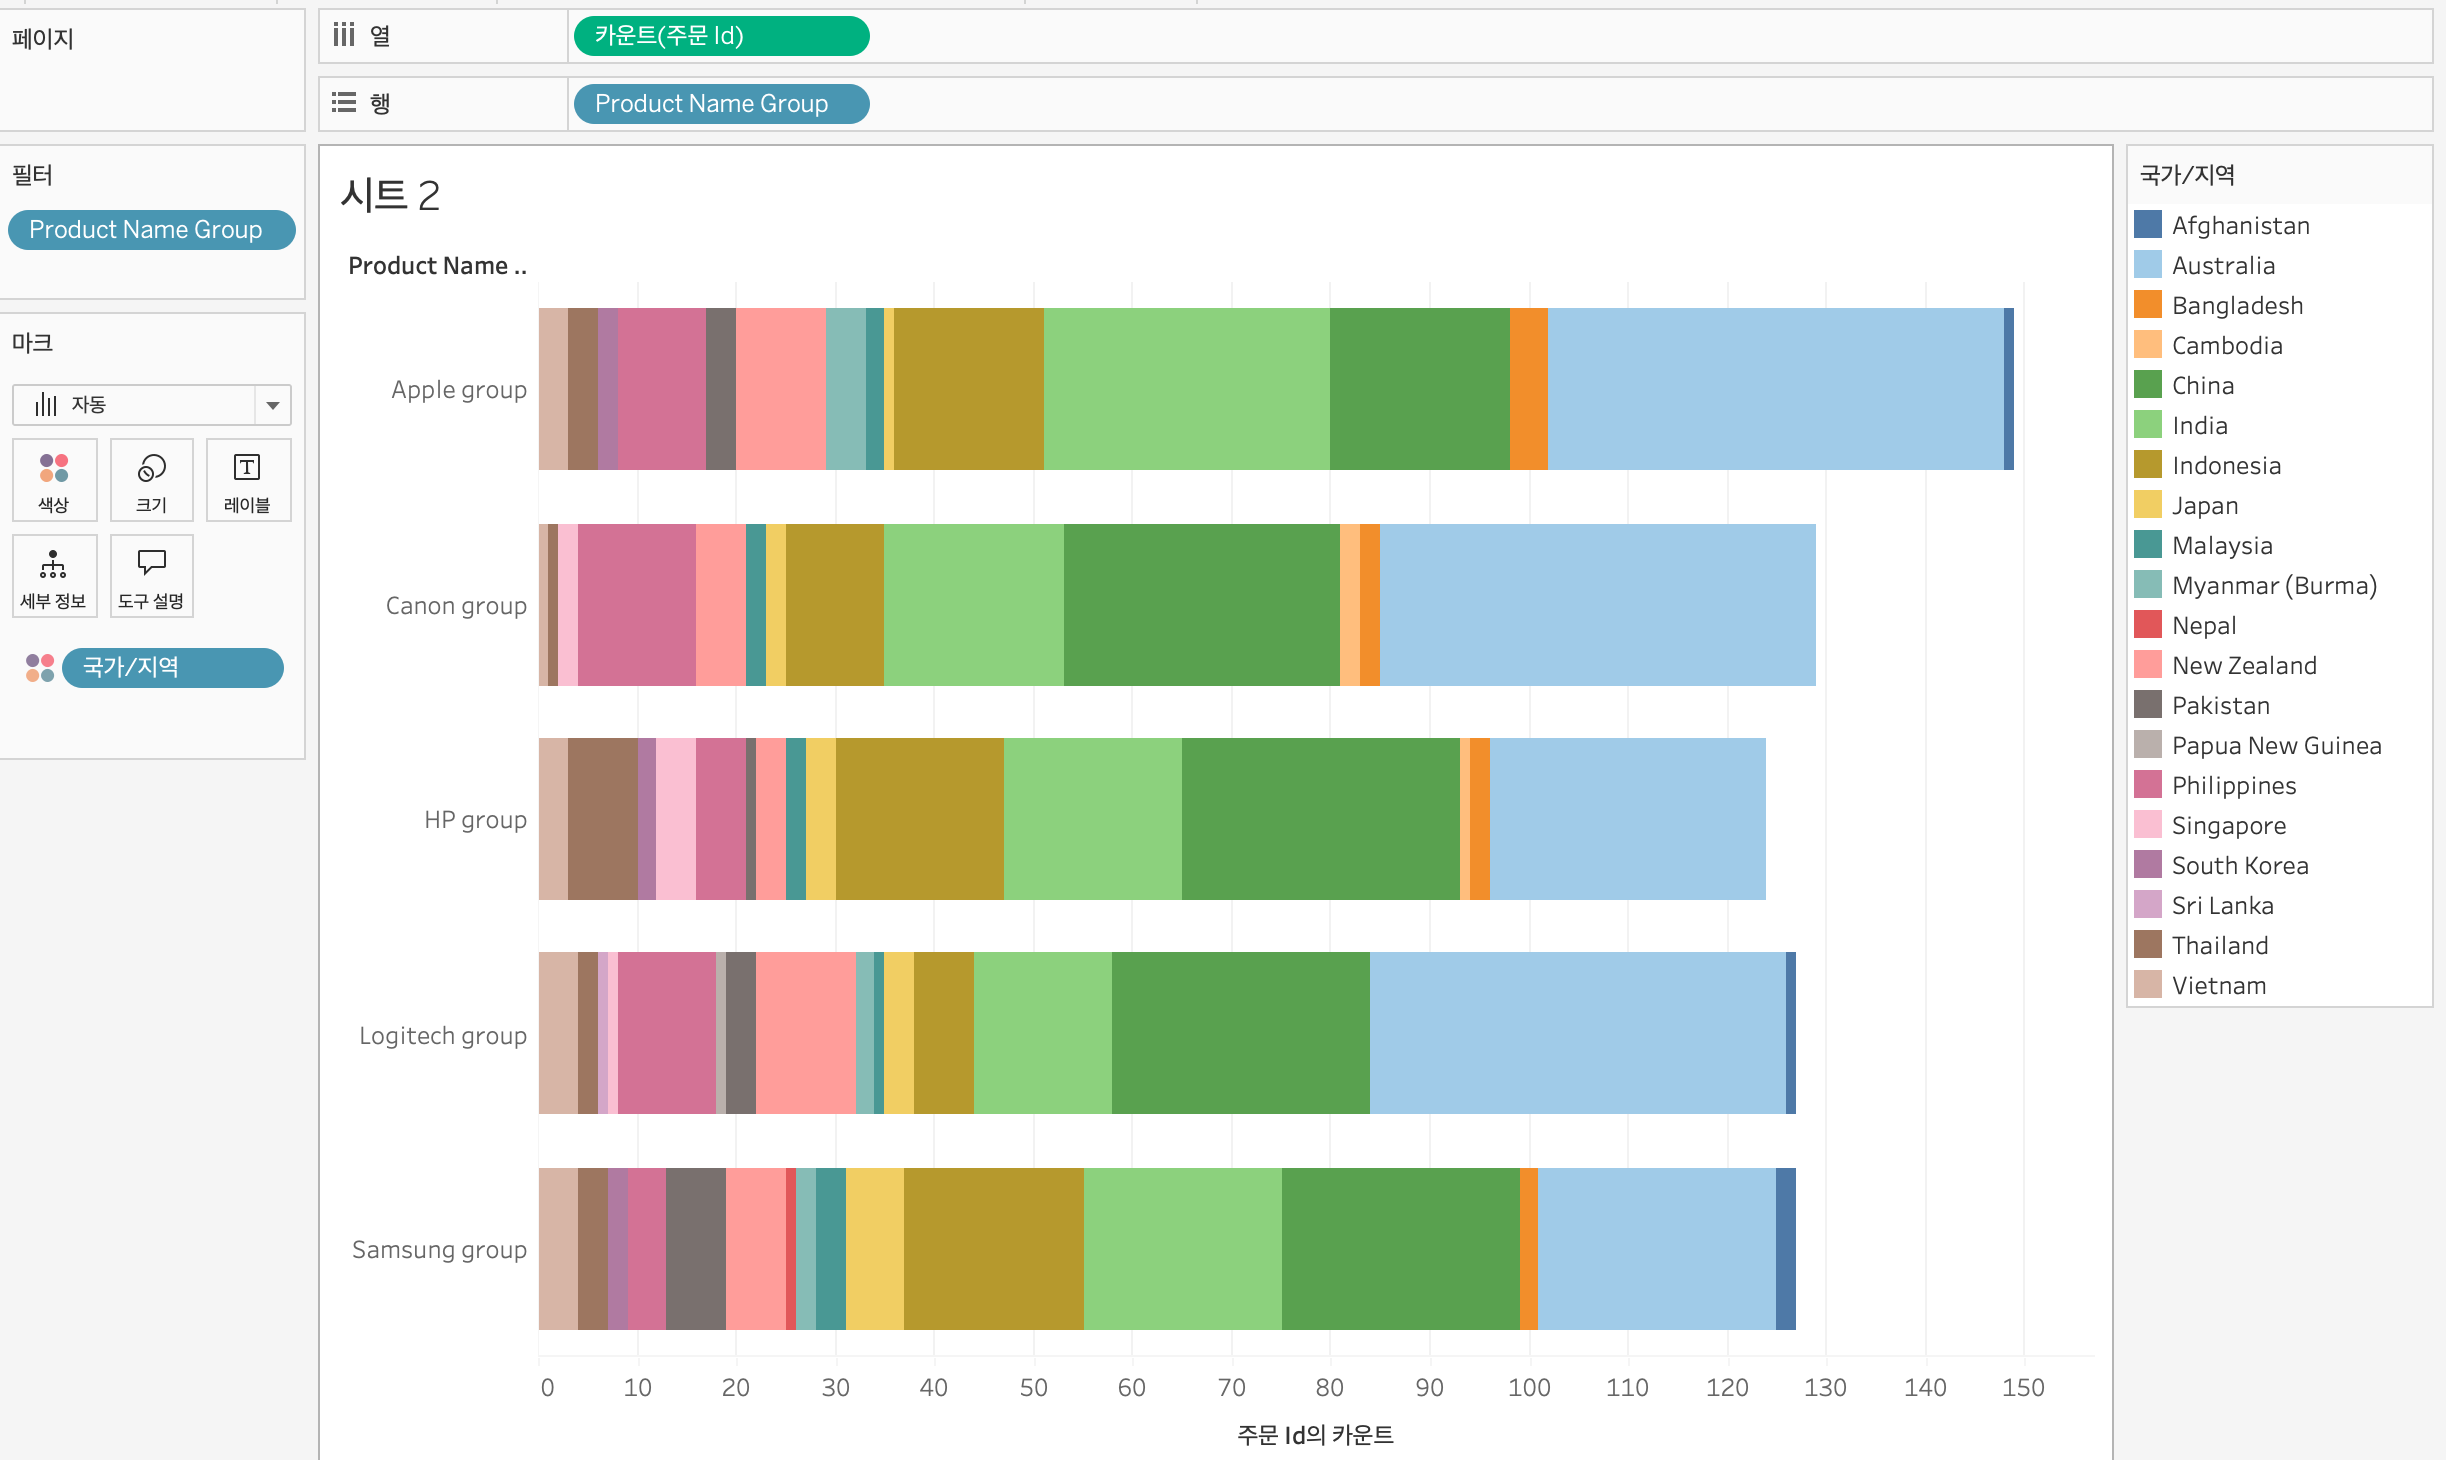 페이지
열
카운트(주문 Id)
행
Product Name Group
필터
Product Name Group
마크
자동
색상
크기
레이블
세부 정보
도구 설명
국가/지역
시트 2
Product Name ..
Apple group
Canon group
HP group
Logitech group
Samsung group
0 10 20 30 40 50 60 70 80 90 100 110 120 130 140 150
주문 Id의 카운트
국가/지역
Afghanistan
Australia
Bangladesh
Cambodia
China
India
Indonesia
Japan
Malaysia
Myanmar (Burma)
Nepal
New Zealand
Pakistan
Papua New Guinea
Philippines
Singapore
South Korea
Sri Lanka
Thailand
Vietnam